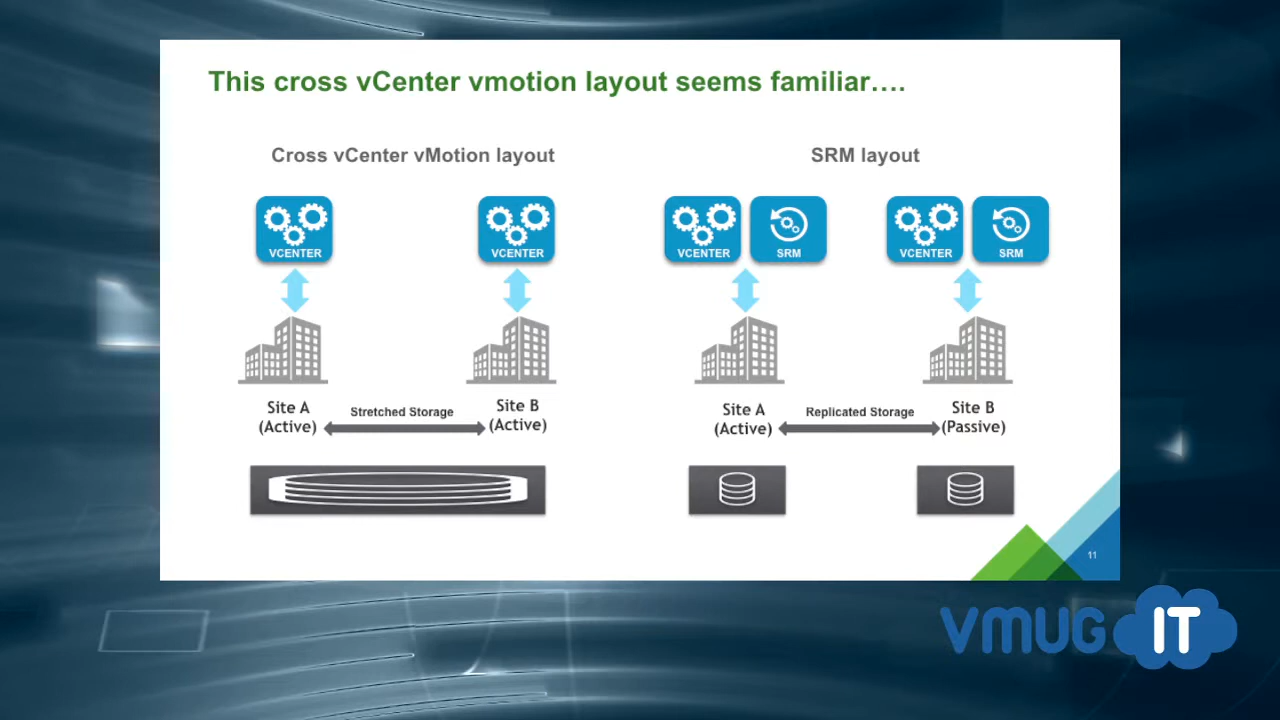 This cross vCenter vmotion layout seems familiar….
Cross vCenter vMotion layout
VCENTER
VCENTER
Site A
(Active)
Stretched Storage
Site B
(Active)
SRM layout
VCENTER
SRM
VCENTER
SRM
Site A
(Active)
Replicated Storage
Site B
(Passive)
11
VMUG IT